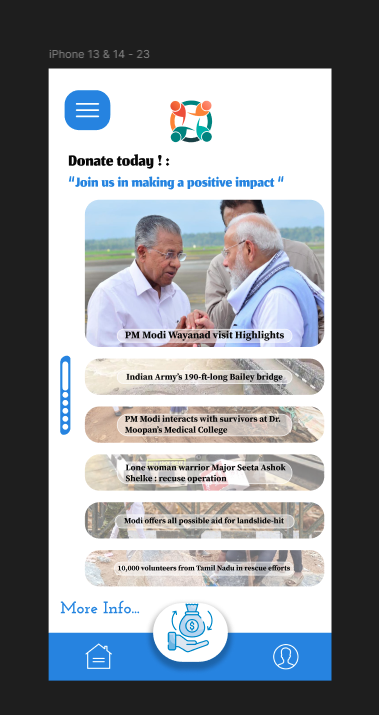 iPhone 13 & 14 - 23
Donate today ! :
"Join us in making a positive impact "
PM Modi Wayanad visit Highlights
Indian Army's 190-ft-long Bailey bridge
PM Modi interacts with survivors at Dr.
Moopan's Medical College
Lone woman warrior Major Seeta Ashok
Shelke : recuse operation
Modi offers all possible aid for landslide-hit
10,000 volunteers from Tamil Nadu in rescue efforts
More Info...
$